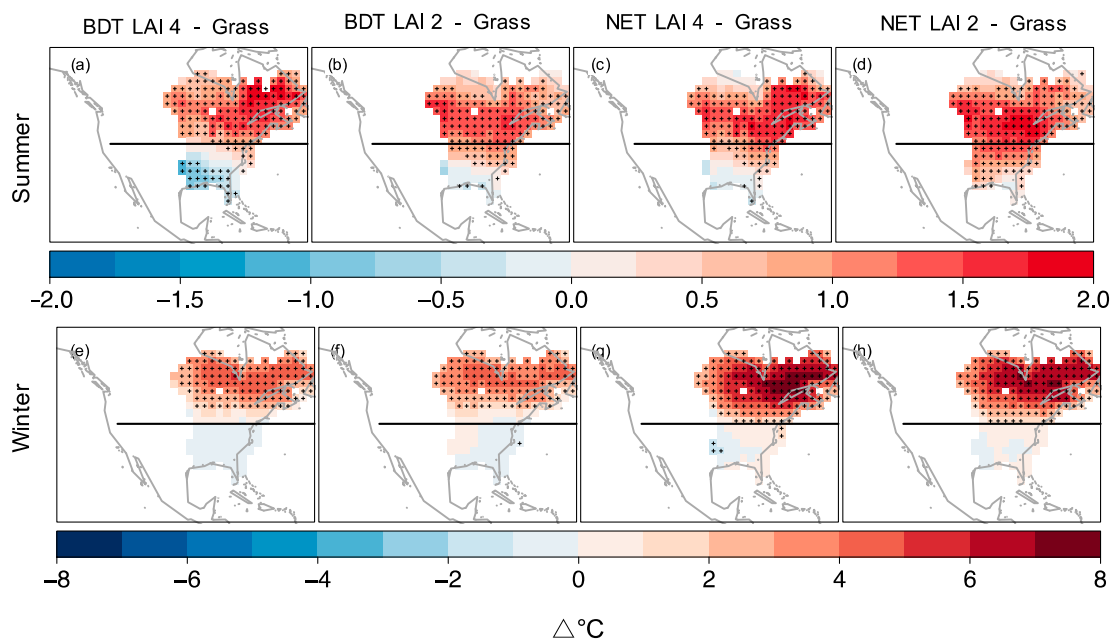 BDT LAI 4 - Grass BDT LAI 2 - Grass NET LAI 4 - Grass NET LAI 2 - Grass
(a) (b) (c) (d)
Summer
−2.0 −1.5 −1.0 −0.5 0.0 0.5 1.0 1.5 2.0
(e) (f) (g) (h)
Winter
−8 −6 −4 −2 0 2 4 6 8
△°C